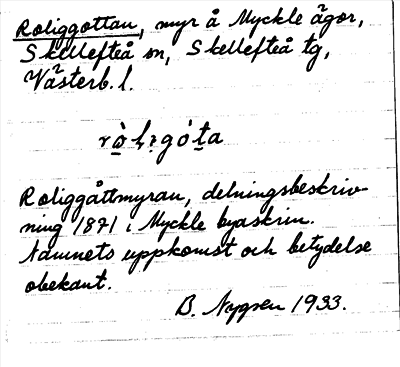 Roliggottan, myr å Myckle ägor,
Skellefteå sn, Skellefteå tg,
Västerb. l.
Roliggåttmyran, delningsbeskriv-
ning 1871 i Myckle byaskrin.
Namnets uppkomst och betydelse
obekant.
B. Nygren 1933.